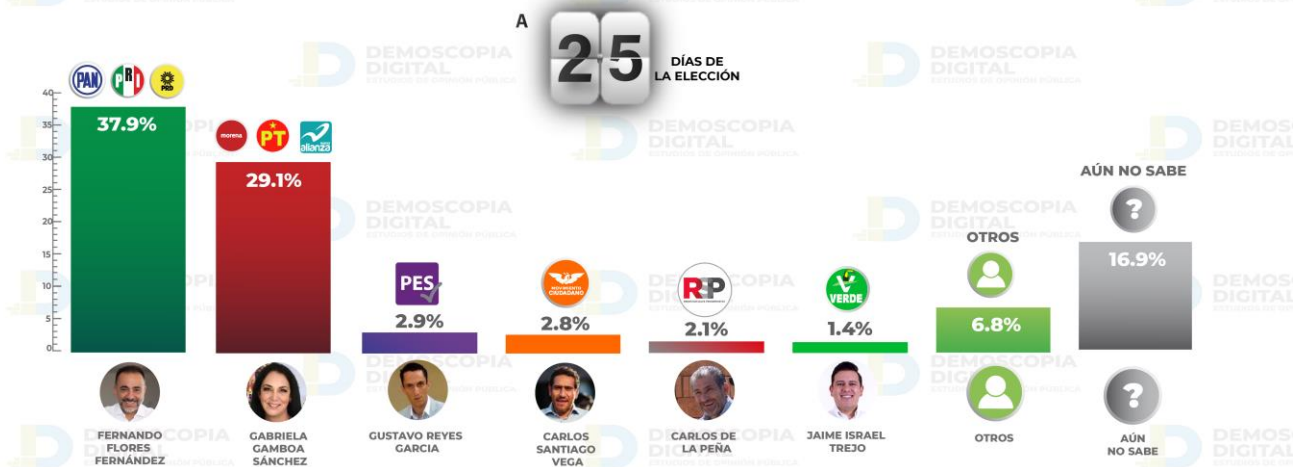 A
25
DÍAS DE
LA ELECCIÓN
DEMOSCOPIA
DIGITAL
ESTUDIOS DE OPINIÓN PÚBLICA
40
35
30
25
20
15
10
5
0
PAN
PRI
PRD
37.9%
morena
PT
alianza
29.1%
PES
2.9%
MOVIMIENTO
CIUDADANO
2.8%
RSP
2.1%
VERDE
1.4%
OTROS
6.8%
AÚN NO SABE
?
16.9%
FERNANDO
FLORES
FERNÁNDEZ
GABRIELA
GAMBOA
SÁNCHEZ
GUSTAVO REYES
GARCIA
CARLOS
SANTIAGO
VEGA
CARLOS DE
LA PEÑA
JAIME ISRAEL
TREJO
OTROS
?
AÚN
NO SABE